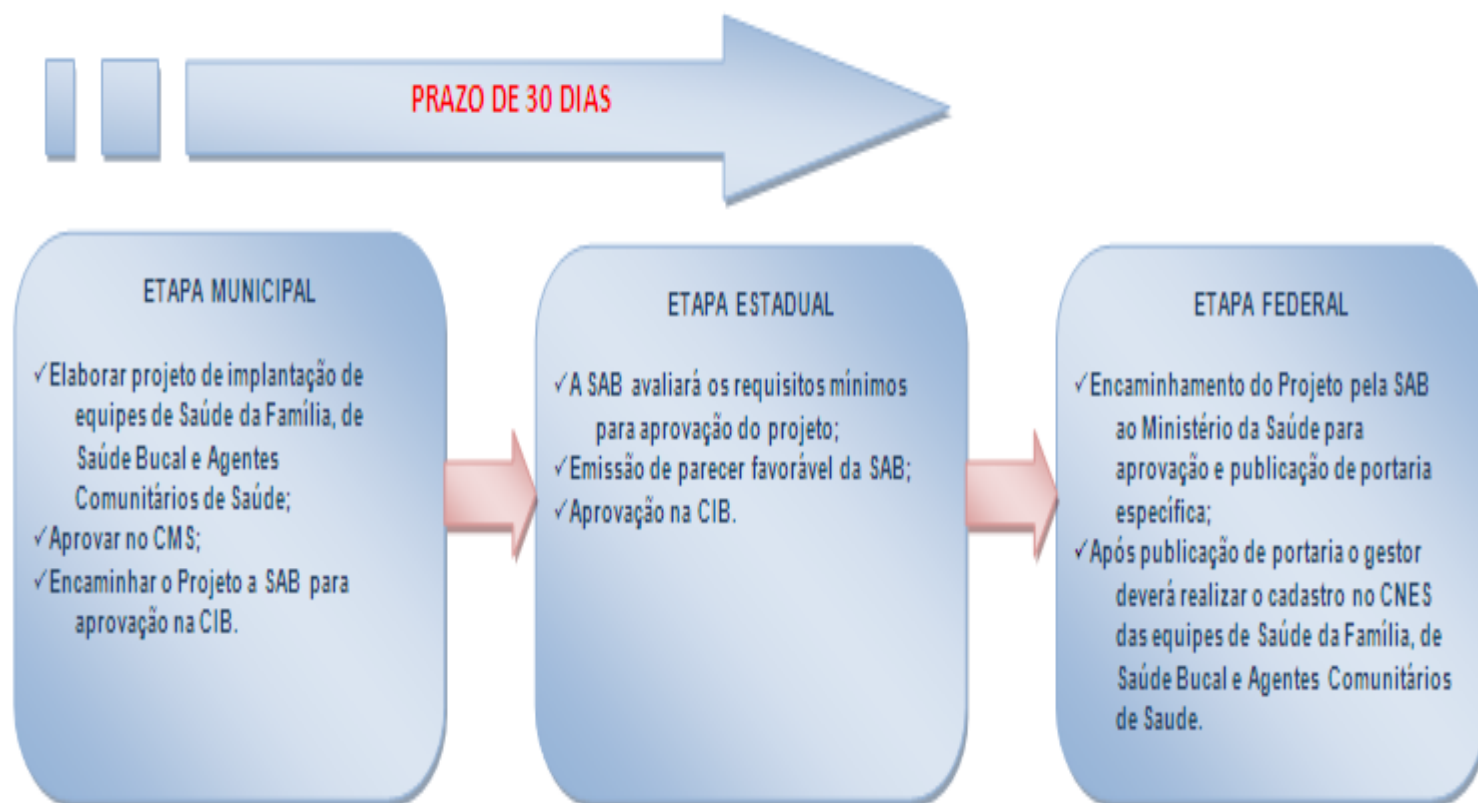 PRAZO DE 30 DIAS
ETAPA MUNICIPAL
✓Elaborar projeto de implantação de
equipes de Saúde da Família, de
Saúde Bucal e Agentes
Comunitários de Saúde;
✓Aprovar no CMS;
✓Encaminhar o Projeto a SAB para
aprovação na CIB.
ETAPA ESTADUAL
✓A SAB avaliará os requisitos mínimos
para aprovação do projeto;
✓Emissão de parecer favorável da SAB;
✓Aprovação na CIB.
ETAPA FEDERAL
✓Encaminhamento do Projeto pela SAB
ao Ministério da Saúde para
aprovação e publicação de portaria
específica;
✓Após publicação de portaria o gestor
deverá realizar o cadastro no CNES
das equipes de Saúde da Família, de
Saúde Bucal e Agentes Comunitários
de Saude.